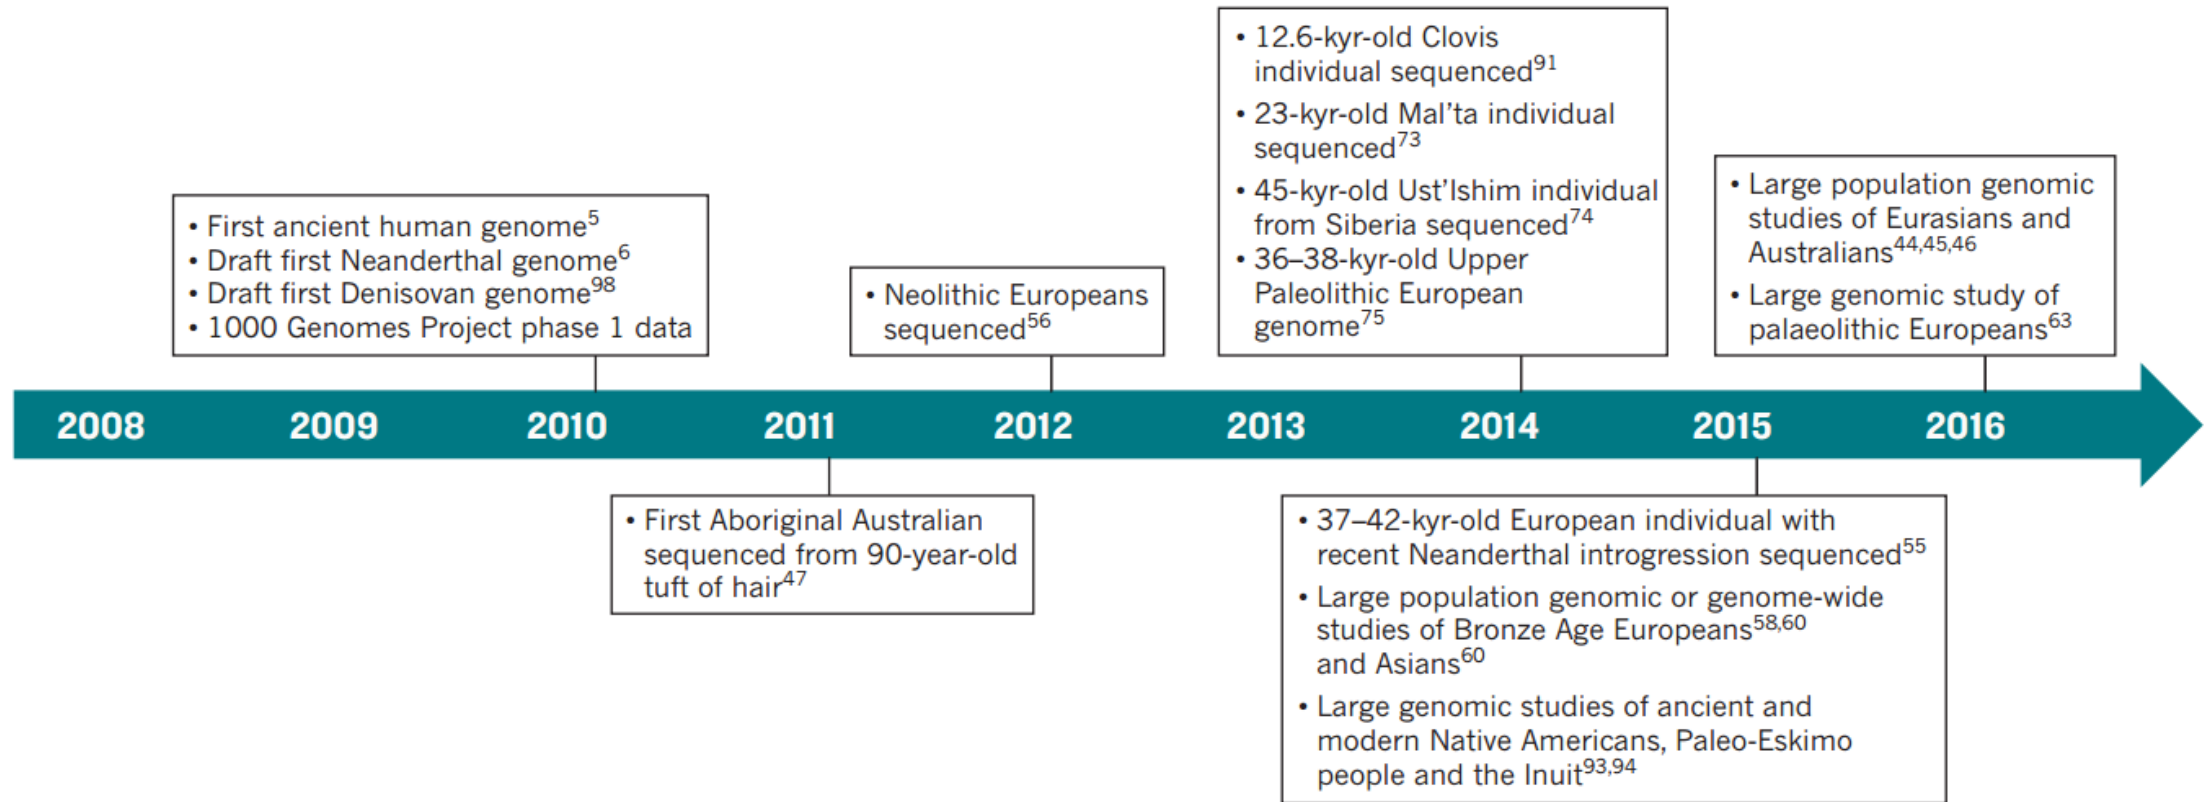 • First ancient human genome5
• Draft first Neanderthal genome6
• Draft first Denisovan genome98
• 1000 Genomes Project phase 1 data
• Neolithic Europeans
sequenced56
• 12.6-kyr-old Clovis
individual sequenced91
• 23-kyr-old Mal’ta individual
sequenced73
• 45-kyr-old Ust’Ishim individual
from Siberia sequenced74
• 36–38-kyr-old Upper
Paleolithic European
genome75
• Large population genomic
studies of Eurasians and
Australians44,45,46
• Large genomic study of
palaeolithic Europeans63
2008 2009 2010 2011 2012 2013 2014 2015 2016
• First Aboriginal Australian
sequenced from 90-year-old
tuft of hair47
• 37–42-kyr-old European individual with
recent Neanderthal introgression sequenced55
• Large population genomic or genome-wide
studies of Bronze Age Europeans58,60
and Asians60
• Large genomic studies of ancient and
modern Native Americans, Paleo-Eskimo
people and the Inuit93,94